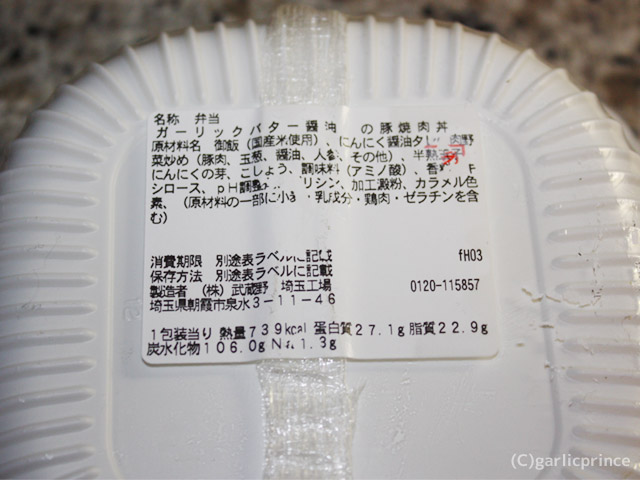 名称 弁当
ガーリックバター醤油 の豚焼肉丼
原材料名 御飯(国産米使用)、にんにく醤油タレ、肉野
菜炒め(豚肉、玉葱、醤油、人参、その他)、半熟玉子
にんにくの芽、こしょう、調味料(アミノ酸)、香
シロース、pH調整 リシン、加工澱粉、カラメル色
素、(原材料の一部に小 ・乳成分・鶏肉・ゼラチンを含
む)
消費期限 別途表ラベルに記載 fH03
保存方法 別途表ラベルに記載
製造者 (株)武蔵野 埼玉工場 0120-115857
埼玉県朝霞市泉水3-11-46
1包装当り 熱量739kcal 蛋白質27.1g 脂質22.9g
炭水化物106.0g Na1.3g
(C)garlicprince